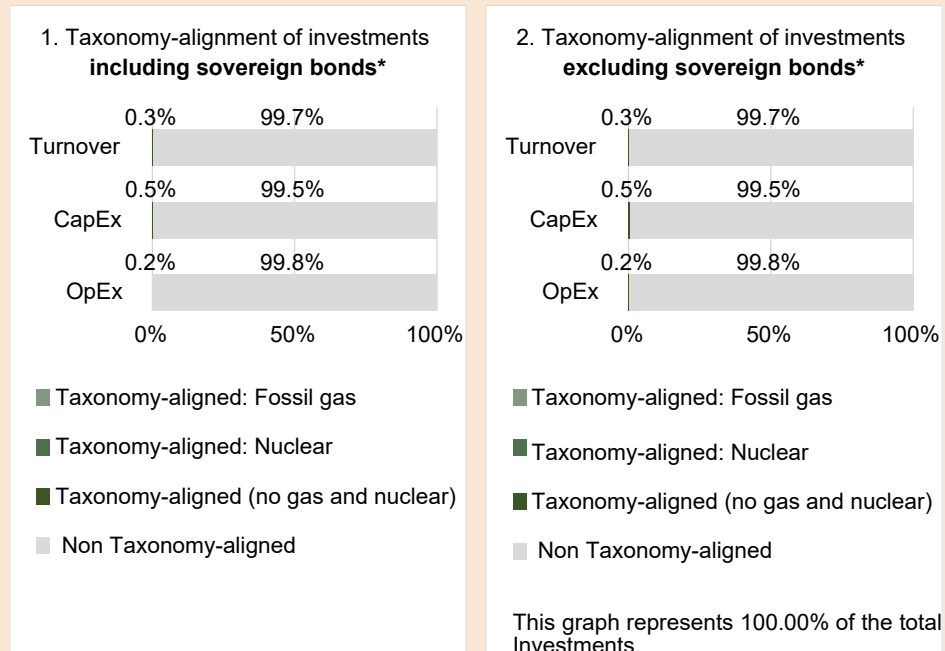 1. Taxonomy-alignment of investments
including sovereign bonds*
0.3% 99.7%
Turnover
0.5% 99.5%
CapEx
0.2% 99.8%
OpEx
0% 50% 100%
Taxonomy-aligned: Fossil gas
Taxonomy-aligned: Nuclear
Taxonomy-aligned (no gas and nuclear)
Non Taxonomy-aligned
2. Taxonomy-alignment of investments
excluding sovereign bonds*
0.3% 99.7%
Turnover
0.5% 99.5%
CapEx
0.2% 99.8%
OpEx
0% 50% 100%
Taxonomy-aligned: Fossil gas
Taxonomy-aligned: Nuclear
Taxonomy-aligned (no gas and nuclear)
Non Taxonomy-aligned
This graph represents 100.00% of the total
Investments.